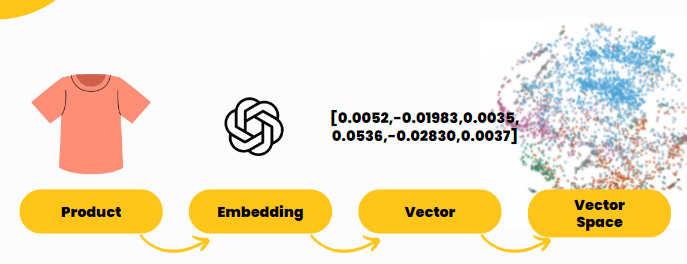 [0.0052,-0.01983,0.0035,
0.0536,-0.02830,0.0037]
Product
Embedding
Vector
Vector
Space